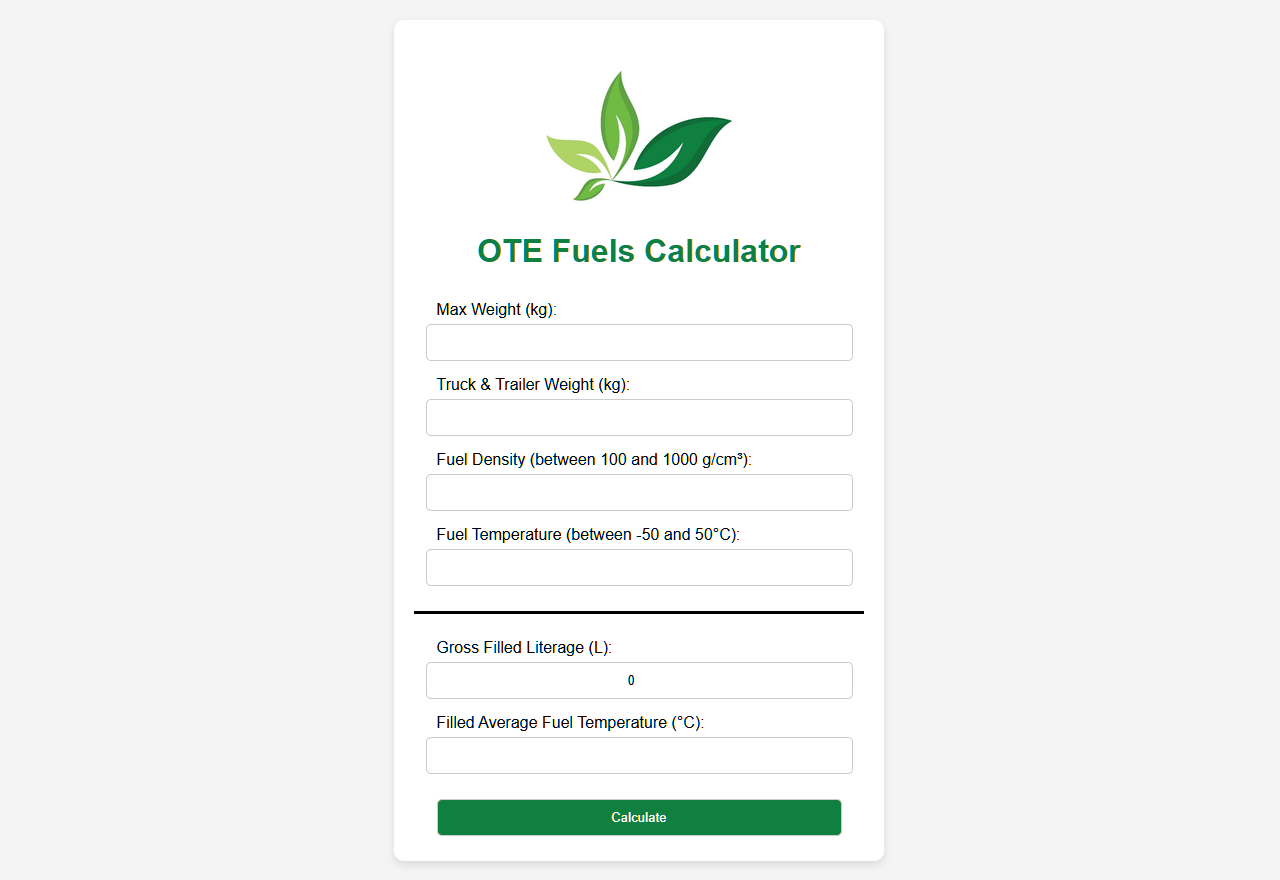 OTE Fuels Calculator
Max Weight (kg):
Truck & Trailer Weight (kg):
Fuel Density (between 100 and 1000 g/cm³):
Fuel Temperature (between -50 and 50°C):
Gross Filled Literage (L):
0
Filled Average Fuel Temperature (°C):
Calculate